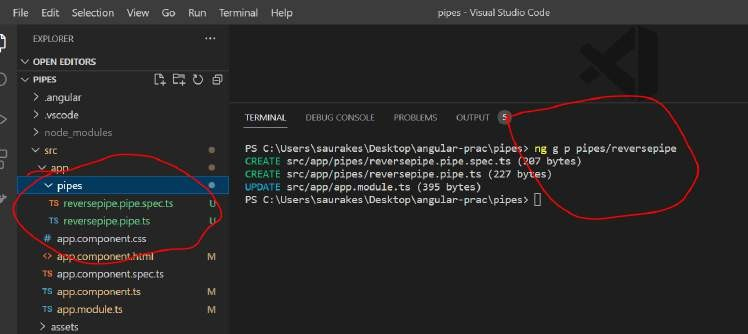 File Edit Selection View Go Run Terminal Help pipes - Visual Studio Code
EXPLORER ...
OPEN EDITORS
PIPES
.angular
.vscode
node_modules
src
app
pipes
TS reversepipe.pipe.spec.ts U
TS reversepipe.pipe.ts U
# app.component.css
<> app.component.html M
TS app.component.spec.ts
TS app.component.ts M
TS app.module.ts M
assets
TERMINAL DEBUG CONSOLE PROBLEMS OUTPUT 5
PS C:\Users\saurakes\Desktop\angular-prac\pipes> ng g p pipes/reversepipe
CREATE src/app/pipes/reversepipe.pipe.spec.ts (207 bytes)
CREATE src/app/pipes/reversepipe.pipe.ts (227 bytes)
UPDATE src/app/app.module.ts (395 bytes)
PS C:\Users\saurakes\Desktop\angular-prac\pipes>